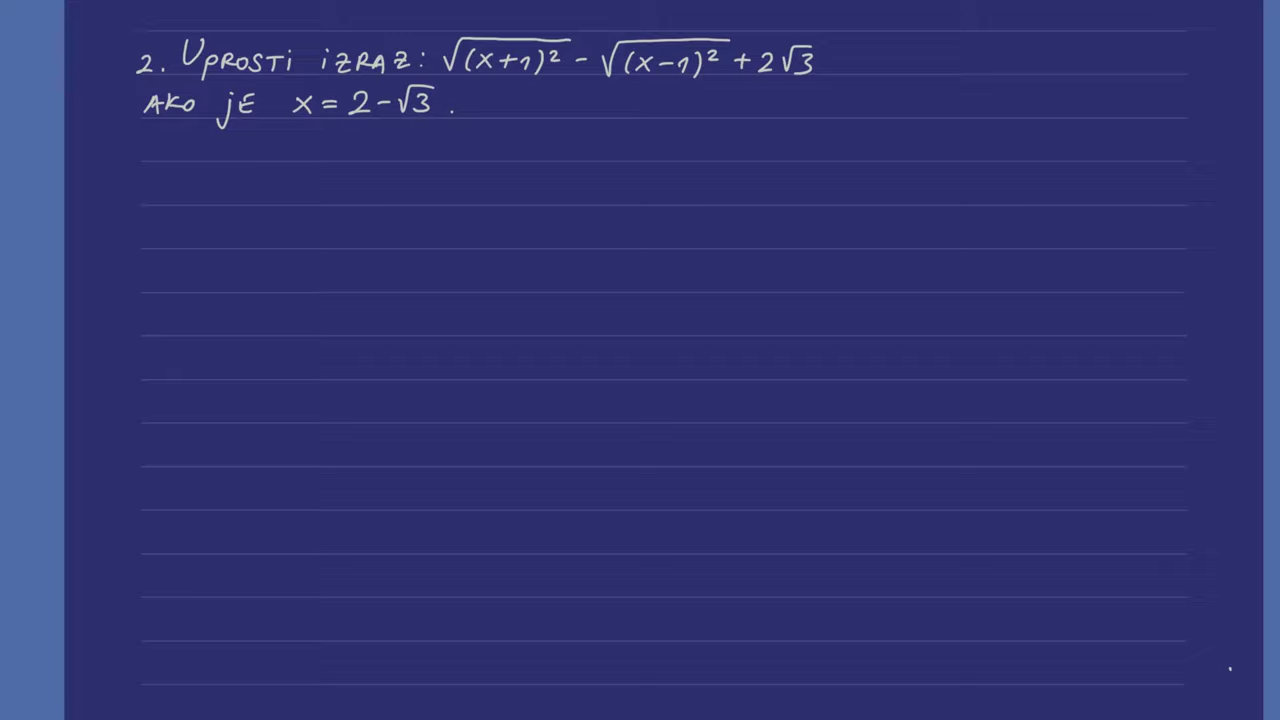 2. Uprosti izraz: √(x+1)² - √(x-1)² + 2√3
Ako je x = 2 - √3.